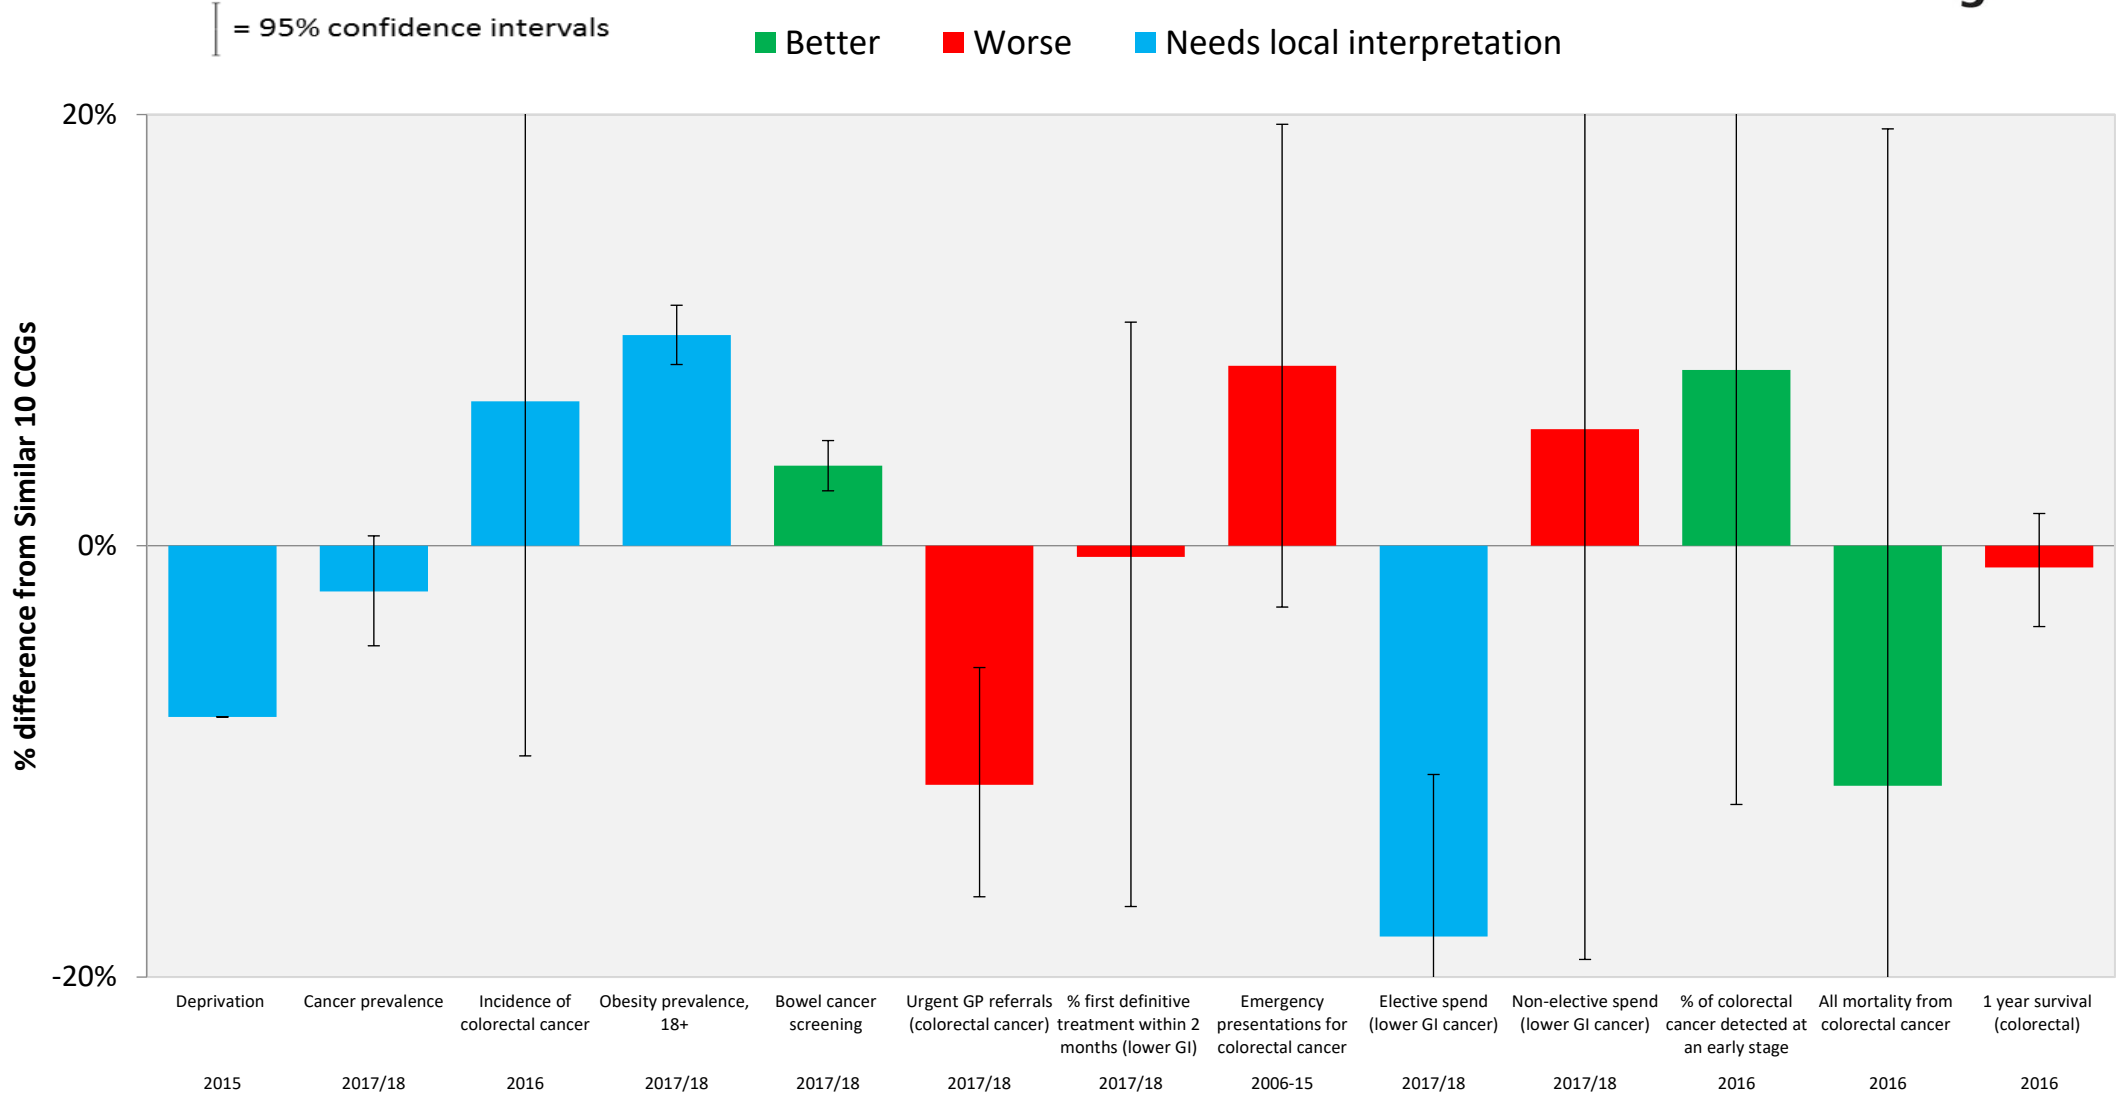 = 95% confidence intervals
Better Worse Needs local interpretation
% difference from Similar 10 CCGs
20%
0%
-20%
Deprivation
2015
Cancer prevalence
2017/18
Incidence of
colorectal cancer
2016
Obesity prevalence,
18+
2017/18
Bowel cancer
screening
2017/18
Urgent GP referrals
(colorectal cancer)
2017/18
% first definitive
treatment within 2
months (lower GI)
2017/18
Emergency
presentations for
colorectal cancer
2006-15
Elective spend
(lower GI cancer)
2017/18
Non-elective spend
(lower GI cancer)
2017/18
% of colorectal
cancer detected at
an early stage
2016
All mortality from
colorectal cancer
2016
1 year survival
(colorectal)
2016